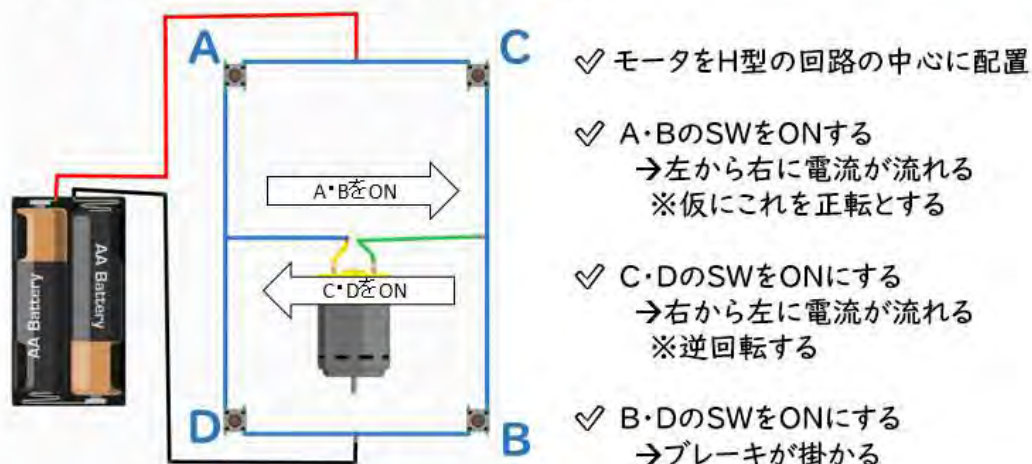 A
C
D
B
AA Battery
AA Battery
A・BをON
C・DをON
✓ モータをH型の回路の中心に配置
✓ A・BのSWをONする
→左から右に電流が流れる
※仮にこれを正転とする
✓ C・DのSWをONにする
→右から左に電流が流れる
※逆回転する
✓ B・DのSWをONにする
→ブレーキが掛かる